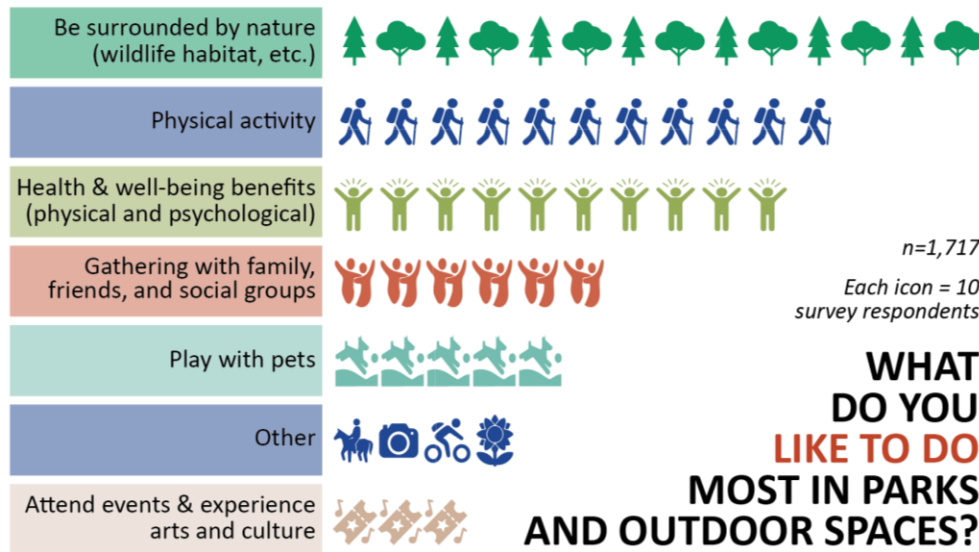 Be surrounded by nature
(wildlife habitat, etc.)
Physical activity
Health & well-being benefits
(physical and psychological)
Gathering with family,
friends, and social groups
Play with pets
Other
Attend events & experience
arts and culture
n=1,717
Each icon = 10
survey respondents
WHAT
DO YOU
LIKE TO DO
MOST IN PARKS
AND OUTDOOR SPACES?